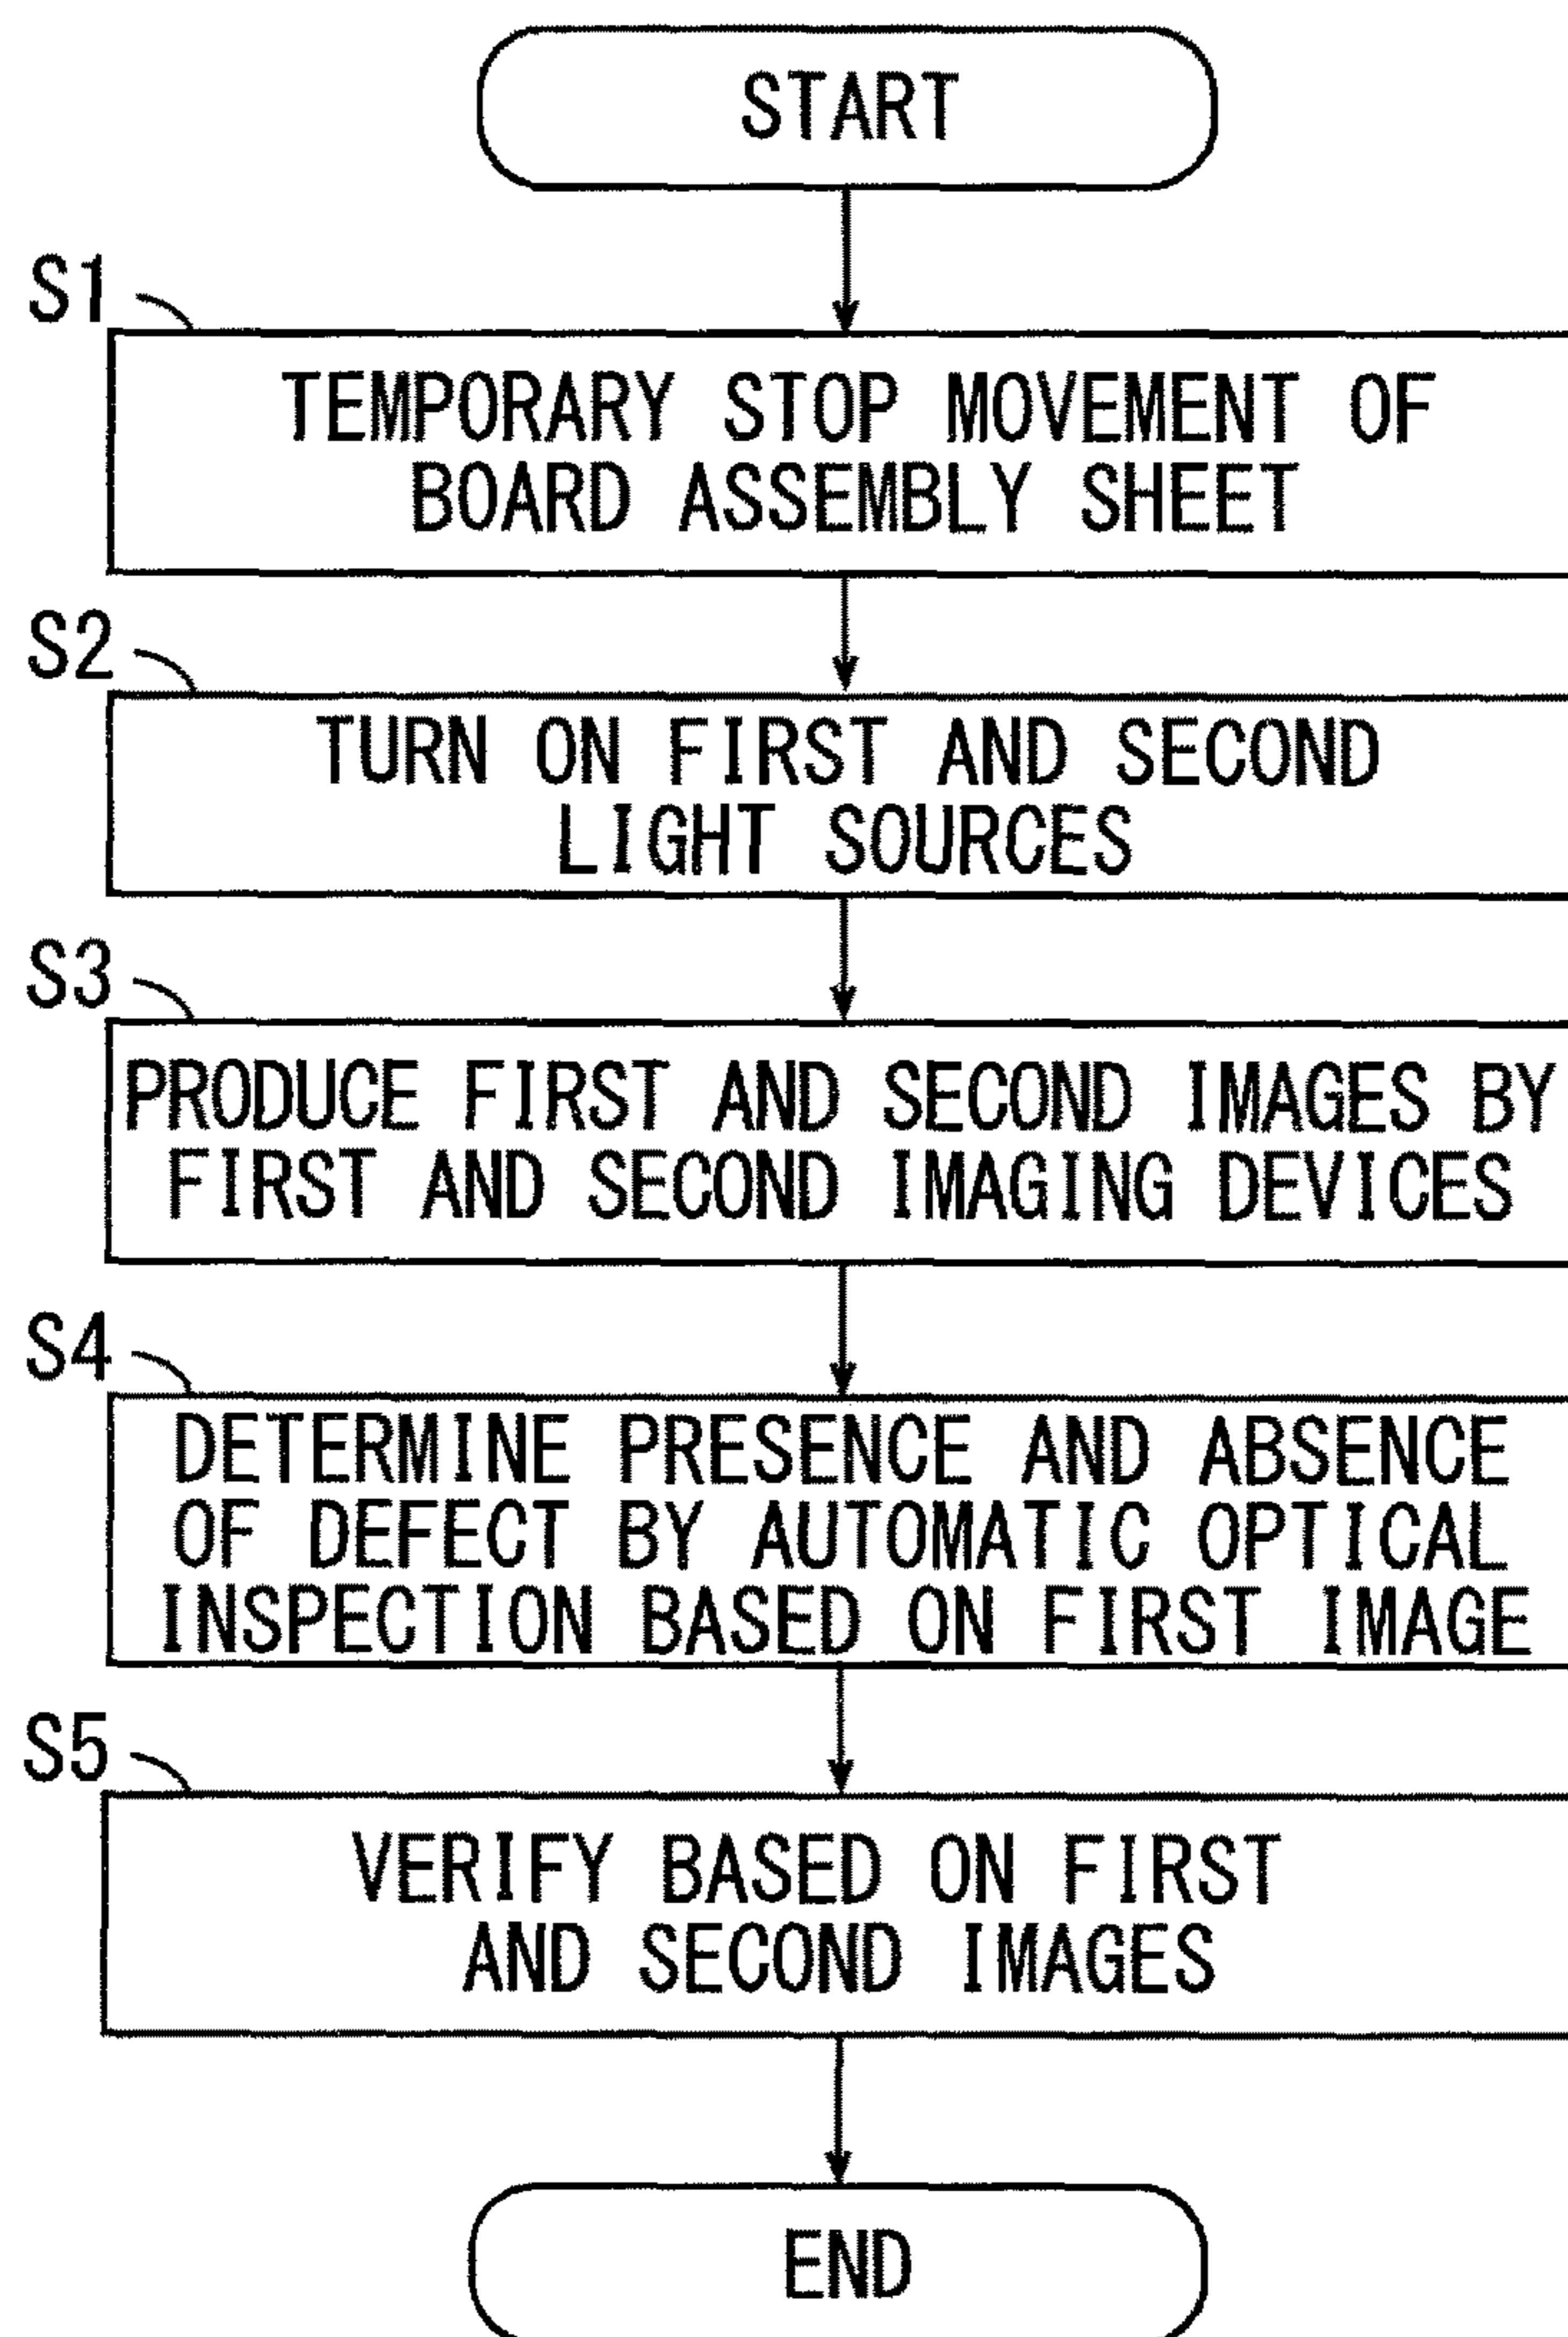 START
S1
TEMPORARY STOP MOVEMENT OF
BOARD ASSEMBLY SHEET
S2
TURN ON FIRST AND SECOND
LIGHT SOURCES
S3
PRODUCE FIRST AND SECOND IMAGES BY
FIRST AND SECOND IMAGING DEVICES
S4
DETERMINE PRESENCE AND ABSENCE
OF DEFECT BY AUTOMATIC OPTICAL
INSPECTION BASED ON FIRST IMAGE
S5
VERIFY BASED ON FIRST
AND SECOND IMAGES
END